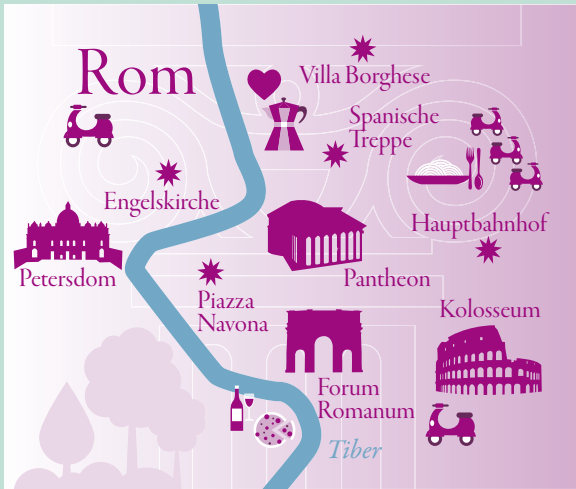 Rom
Villa Borghese
Spanische
Treppe
Engelskirche
Hauptbahnhof
Petersdom
Pantheon
Piazza
Navona
Kolosseum
Forum
Romanum
Tiber